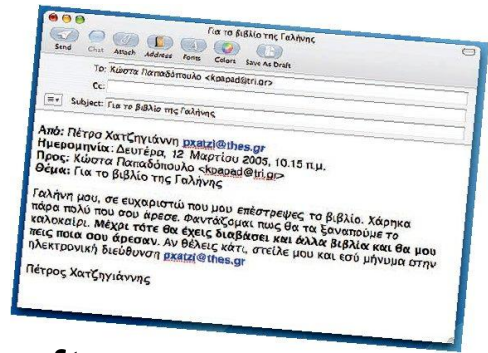 Για το βιβλίο της Γαλήνης
Send Chat Attach Address Fonts Colors Save As Draft
To: Κώστα Παπαδόπουλο <kpapad@tri.gr>
Cc:
Subject: Για το βιβλίο της Γαλήνης
Από: Πέτρο Χατζηγιάννη pxatzi@thes.gr
Ημερομηνία: Δευτέρα, 12 Μαρτίου 2005, 10.15 π.μ.
Προς: Κώστα Παπαδόπουλο <kpapad@tri.gr>
Θέμα: Για το βιβλίο της Γαλήνης
Γαλήνη μου, σε ευχαριστώ που μου επέστρεψες το βιβλίο. Χάρηκα
πάρα πολύ που σου άρεσε. Φαντάζομαι πως θα τα ξαναπούμε το
καλοκαίρι. Μέχρι τότε θα έχεις διαβάσει και άλλα βιβλία και θα μου
πεις ποια σου άρεσαν. Αν θέλεις κάτι, στείλε μου και εσύ μήνυμα στην
ηλεκτρονική διεύθυνση pxatzi@thes.gr
Πέτρος Χατζηγιάννης